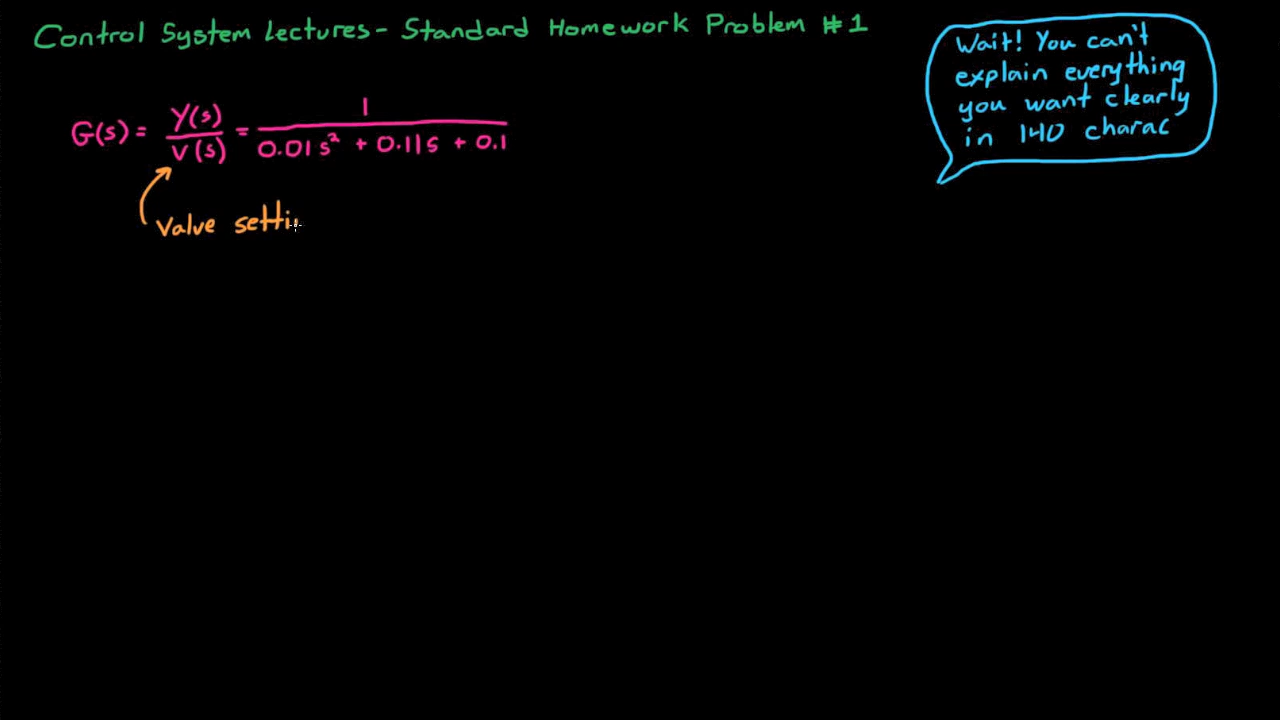 Control System Lectures - Standard Homework Problem #1
Wait! You can't
explain everything
you want clearly
in 140 charac
G(s) = Y(s) / V(s) = 1 / 0.01s² + 0.11s + 0.1
Valve setti